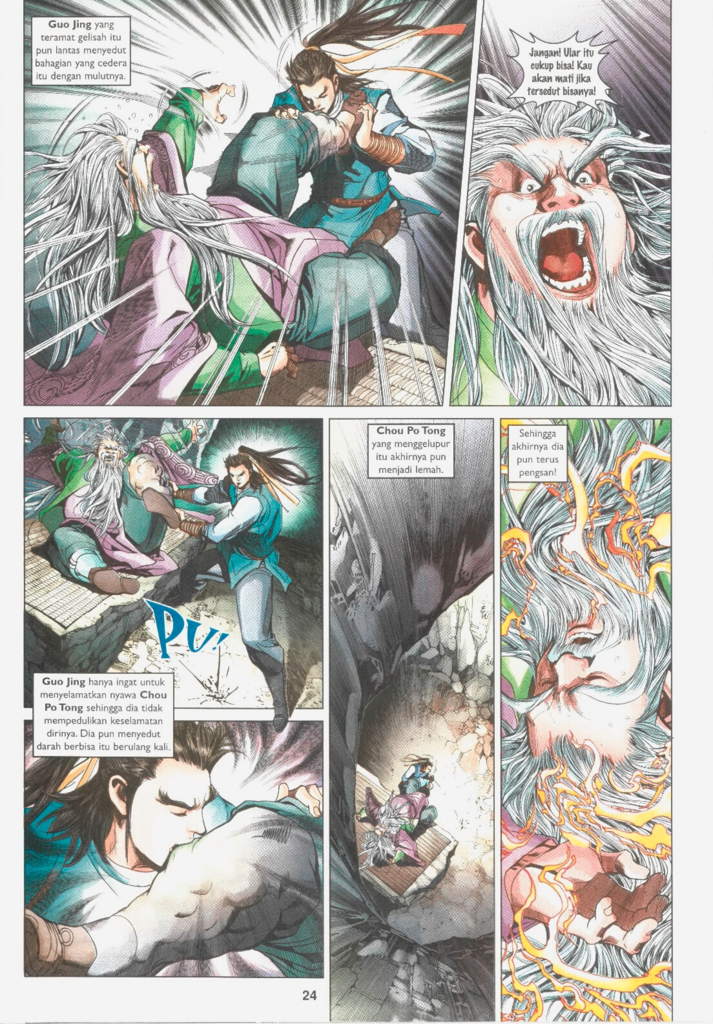 Guo Jing yang
teramat gelisah itu
pun lantas menyedut
bahagian yang cedera
itu dengan mulutnya.
Jangan! Ular itu
cukup bisa! Kau
akan mati jika
tersedut bisanya!
PU!
Guo Jing hanya ingat untuk
menyelamatkan nyawa Chou
Po Tong sehingga dia tidak
mempedulikan keselamatan
dirinya. Dia pun menyedut
darah berbisa itu berulang kali.
Chou Po Tong
yang menggelupur
itu akhirnya pun
menjadi lemah.
Sehingga
akhirnya dia
pun terus
pengsan!
24